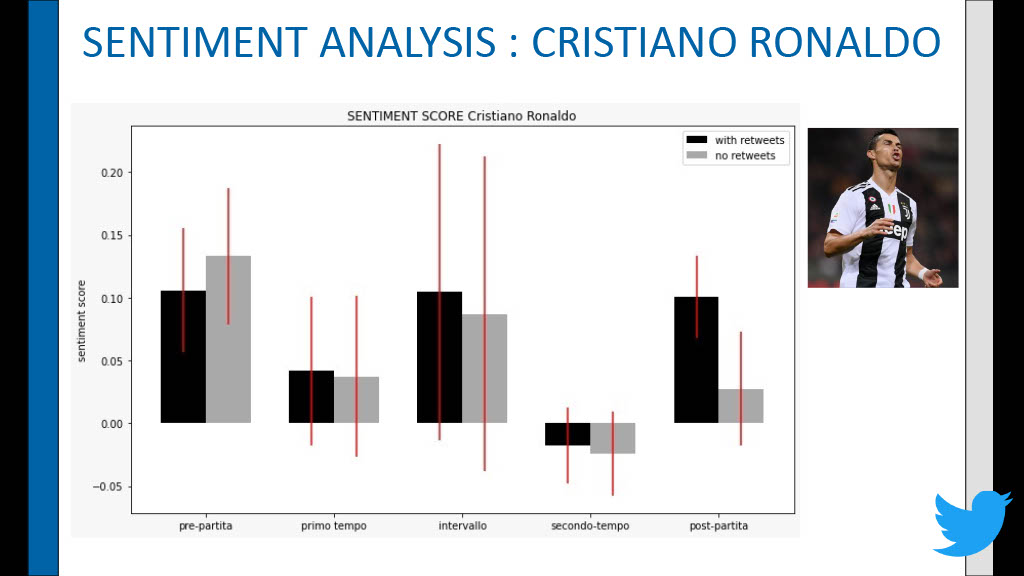 SENTIMENT ANALYSIS : CRISTIANO RONALDO
SENTIMENT SCORE Cristiano Ronaldo
with retweets
no retweets
0.20
0.15
0.10
0.05
0.00
−0.05
sentiment score
pre-partita
primo tempo
intervallo
secondo-tempo
post-partita
Jeep